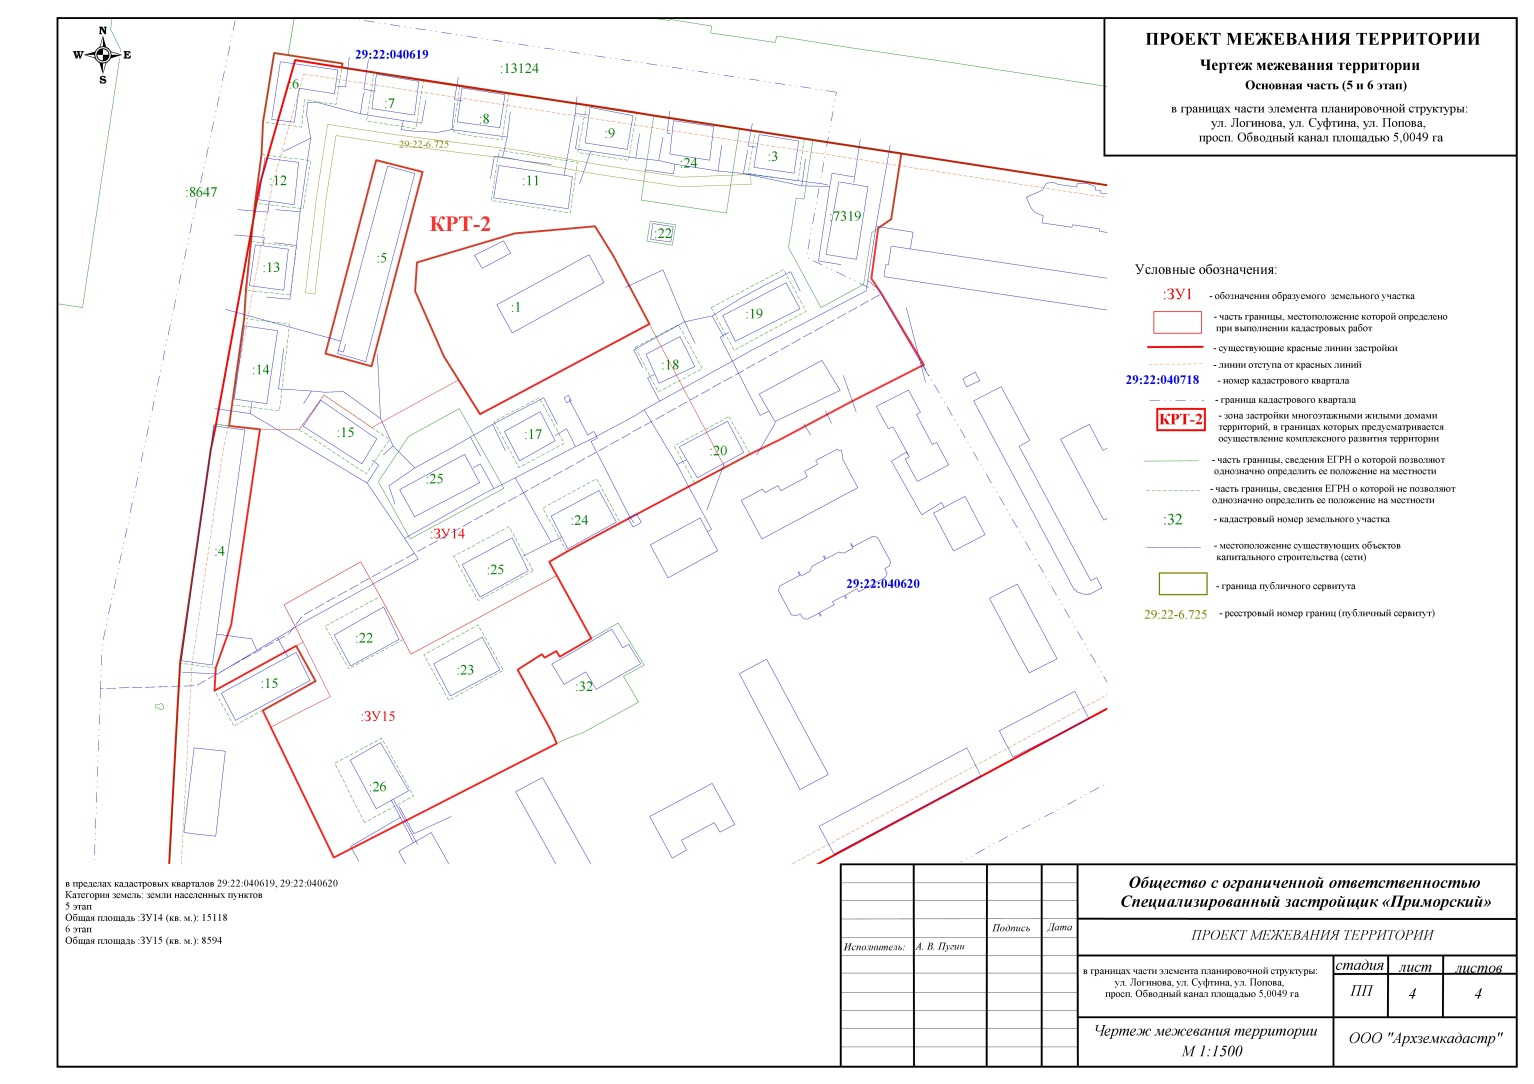 N
W E
S
29:22:040619
:13124
:6
:7
:8
:9
:24
:3
29:22-6.725
:12
:11
:8647
:7319
КРТ-2
:22
:5
:13
:1
:19
:18
:14
:15
:17
:20
:25
:24
:ЗУ14
:4
:25
29:22:040620
:22
:23
:15
:32
:ЗУ15
:26
ПРОЕКТ МЕЖЕВАНИЯ ТЕРРИТОРИИ
Чертеж межевания территории
Основная часть (5 и 6 этап)
в границах части элемента планировочной структуры:
ул. Логинова, ул. Суфтина, ул. Попова,
просп. Обводный канал площадью 5,0049 га
Условные обозначения:
:ЗУ1 - обозначения образуемого земельного участка
- часть границы, местоположение которой определено
при выполнении кадастровых работ
- существующие красные линии застройки
- линии отступа от красных линий
29:22:040718 - номер кадастрового квартала
- граница кадастрового квартала
КРТ-2 - зона застройки многоэтажными жилыми домами
территорий, в границах которых предусматривается
осуществление комплексного развития территории
- часть границы, сведения ЕГРН о которой позволяют
однозначно определить ее положение на местности
- часть границы, сведения ЕГРН о которой не позволяют
однозначно определить ее положение на местности
:32 - кадастровый номер земельного участка
- местоположение существующих объектов
капитального строительства (сети)
- граница публичного сервитута
29:22-6.725 - реестровый номер границ (публичный сервитут)
в пределах кадастровых кварталов 29:22:040619, 29:22:040620
Категория земель: земли населенных пунктов
5 этап
Общая площадь :ЗУ14 (кв. м.): 15118
6 этап
Общая площадь :ЗУ15 (кв. м.): 8594
Подпись Дата
Исполнитель: А. В. Пугин
Общество с ограниченной ответственностью
Специализированный застройщик «Приморский»
ПРОЕКТ МЕЖЕВАНИЯ ТЕРРИТОРИИ
в границах части элемента планировочной структуры:
ул. Логинова, ул. Суфтина, ул. Попова,
просп. Обводный канал площадью 5,0049 га
стадия лист листов
ПП 4 4
Чертеж межевания территории
М 1:1500
ООО "Архземкадастр"